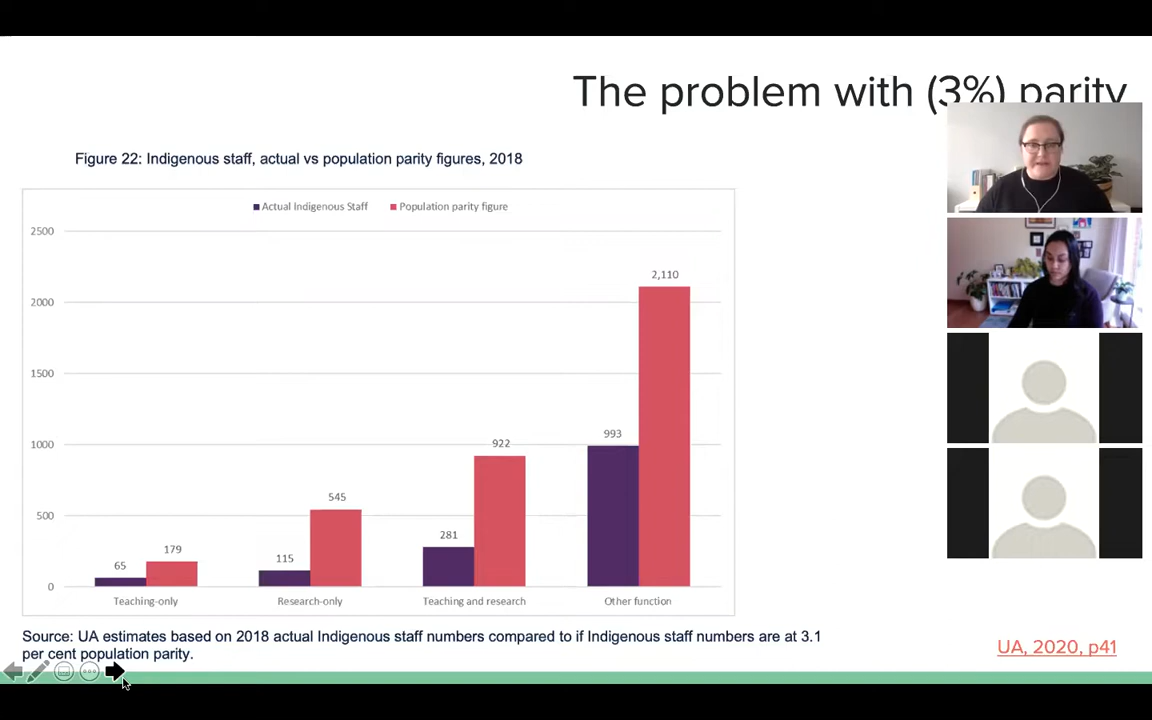 The problem with (3%) parity
Figure 22: Indigenous staff, actual vs population parity figures, 2018
Actual Indigenous Staff Population parity figure
2500
2000
1500
1000
500
0
65
179
115
545
281
922
993
2,110
Teaching-only Research-only Teaching and research Other function
Source: UA estimates based on 2018 actual Indigenous staff numbers compared to if Indigenous staff numbers are at 3.1
per cent population parity.
UA, 2020, p41